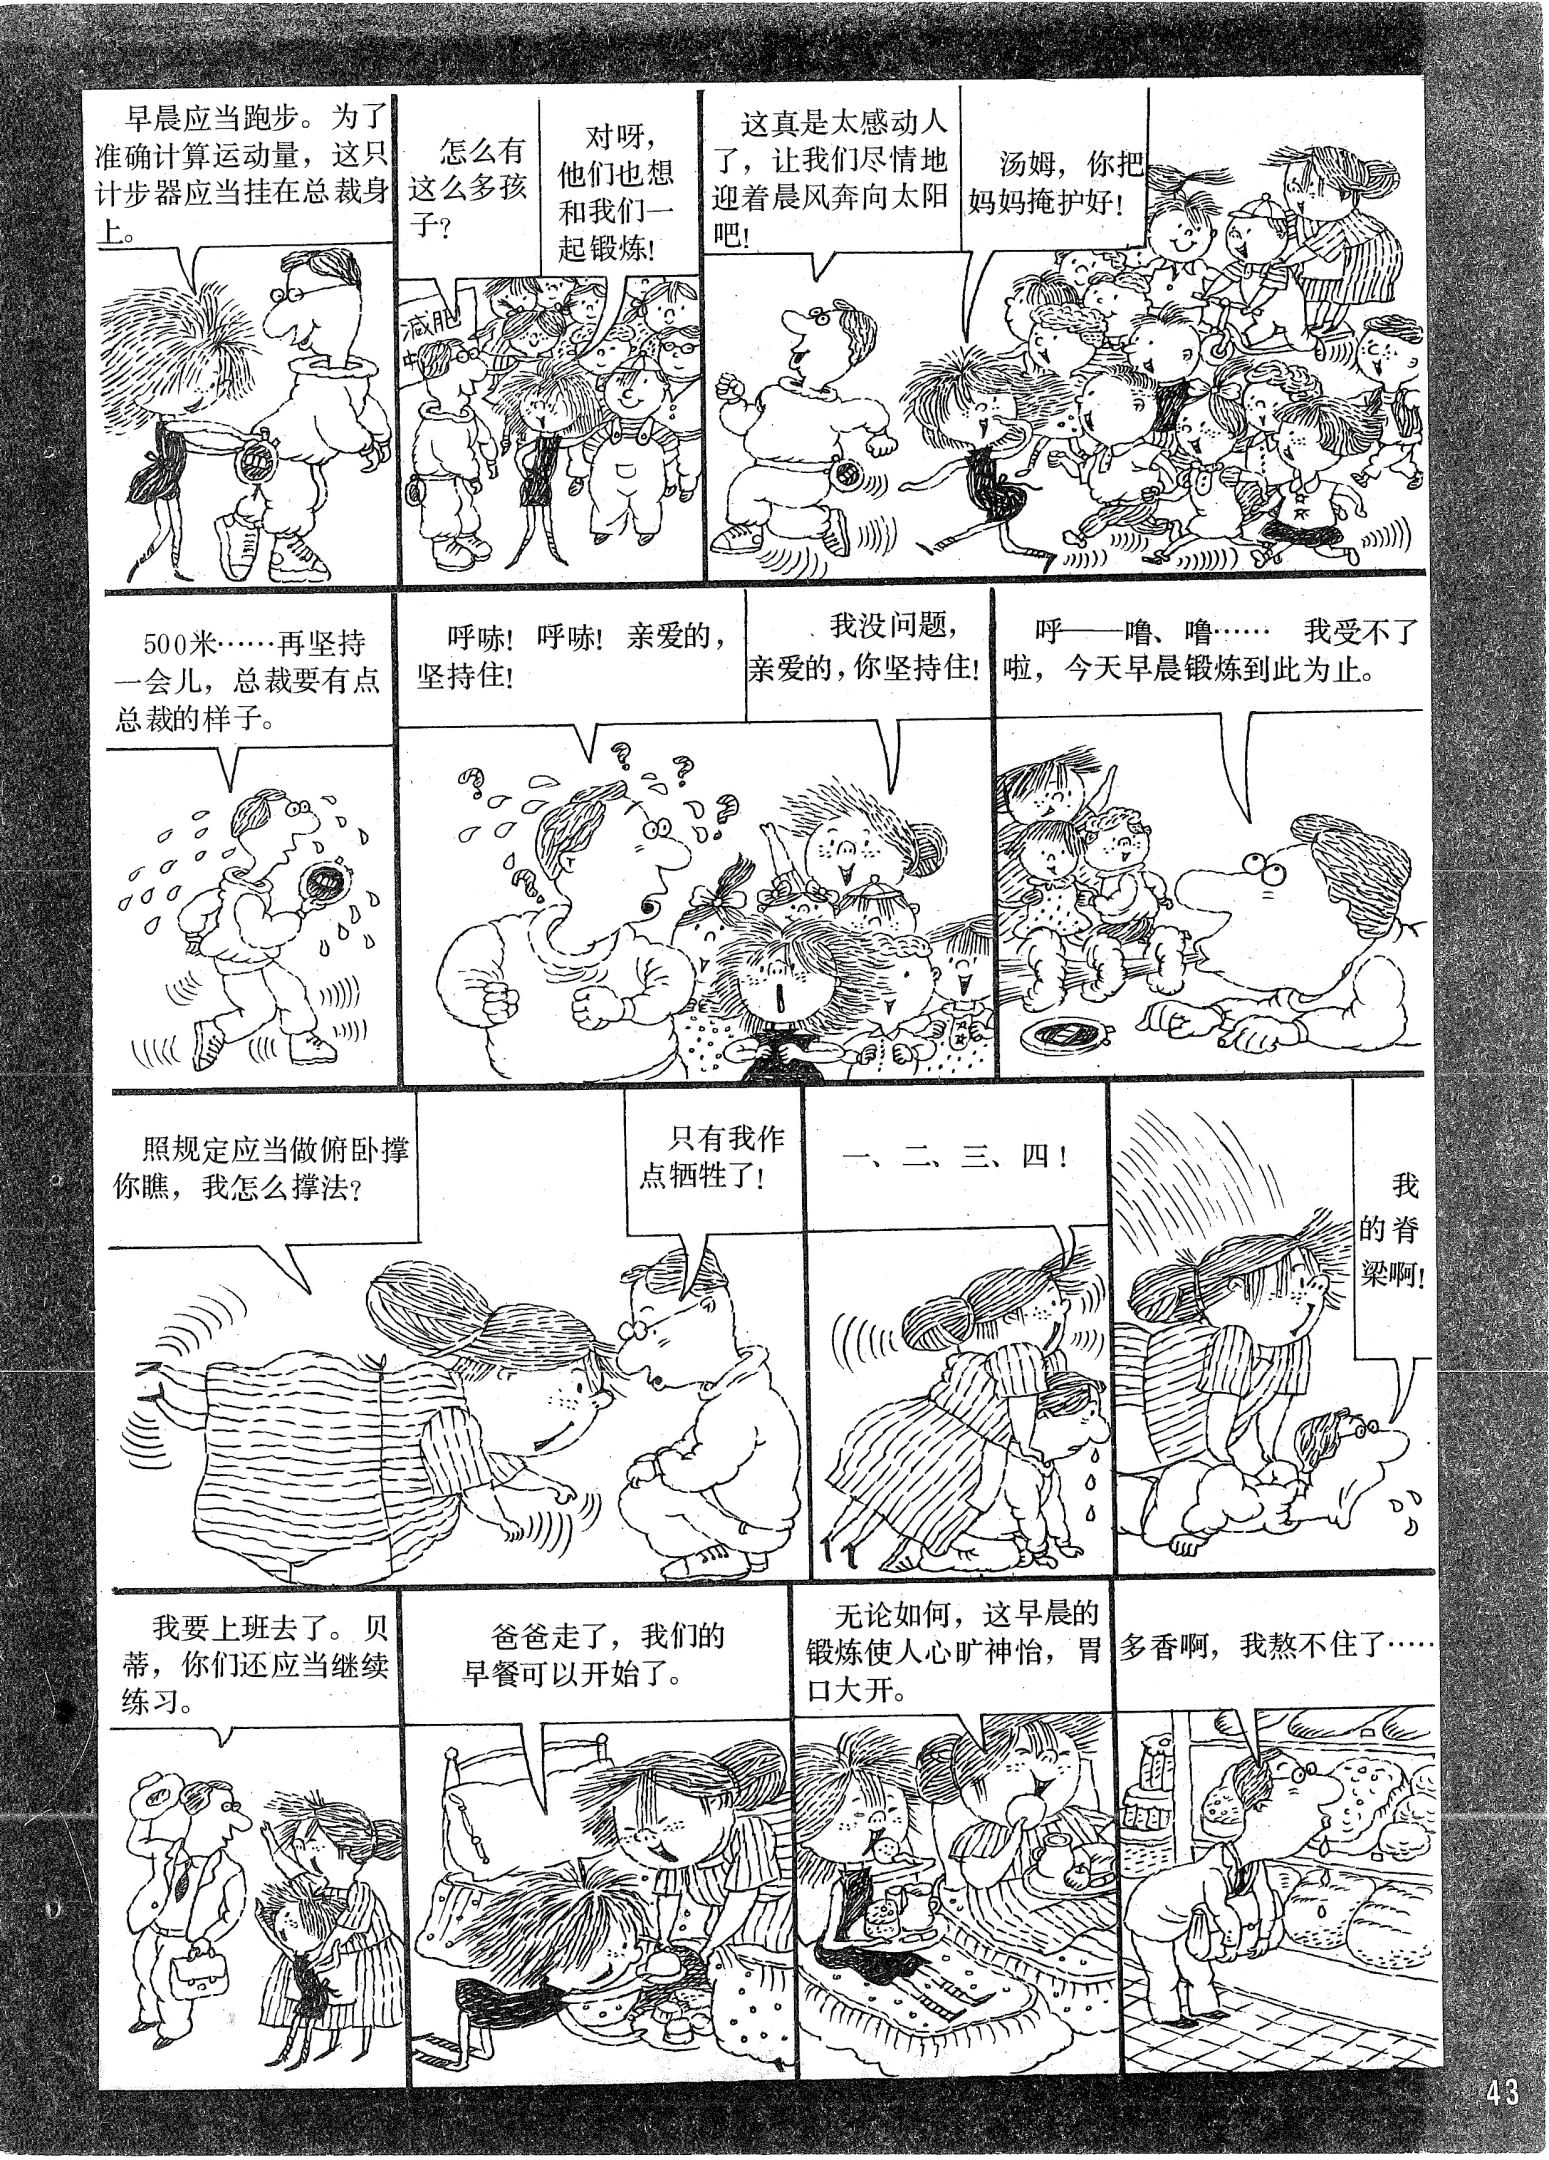 早晨应当跑步。为了
准确计算运动量，这只
计步器应当挂在总裁身
上。
怎么有
这么多孩
子？
对呀，
他们也想
和我们一
起锻炼！
减肥
中
这真是太感动人
了，让我们尽情地
迎着晨风奔向太阳
吧！
汤姆，你把
妈妈掩护好！
500米……再坚持
一会儿，总裁要有点
总裁的样子。
呼哧！呼哧！亲爱的，
坚持住！
我没问题，
亲爱的，你坚持住！
呼——噜、噜…… 我受不了
啦，今天早晨锻炼到此为止。
照规定应当做俯卧撑
你瞧，我怎么撑法？
只有我作
点牺牲了！
一、二、三、四！
我
的脊
梁啊！
我要上班去了。贝
蒂，你们还应当继续
练习。
爸爸走了，我们的
早餐可以开始了。
无论如何，这早晨的
锻炼使人心旷神怡，胃
口大开。
多香啊，我熬不住了……
43